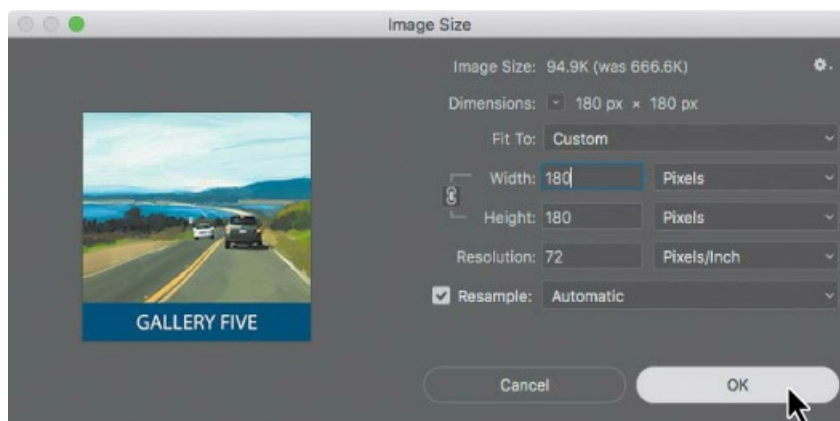 Image Size
Image Size: 94.9K (was 666.6K)
Dimensions: 180 px × 180 px
Fit To: Custom
Width: 180 Pixels
Height: 180 Pixels
Resolution: 72 Pixels/Inch
Resample: Automatic
GALLERY FIVE
Cancel OK